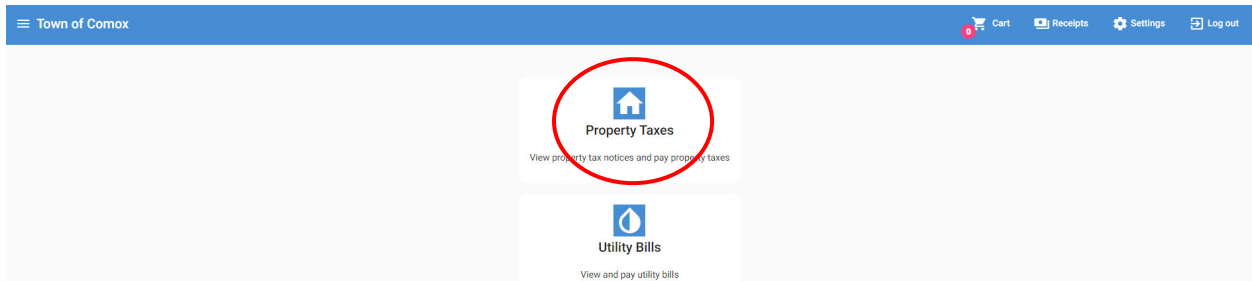 Town of Comox
0 Cart Receipts Settings Log out
Property Taxes
View property tax notices and pay property taxes
Utility Bills
View and pay utility bills